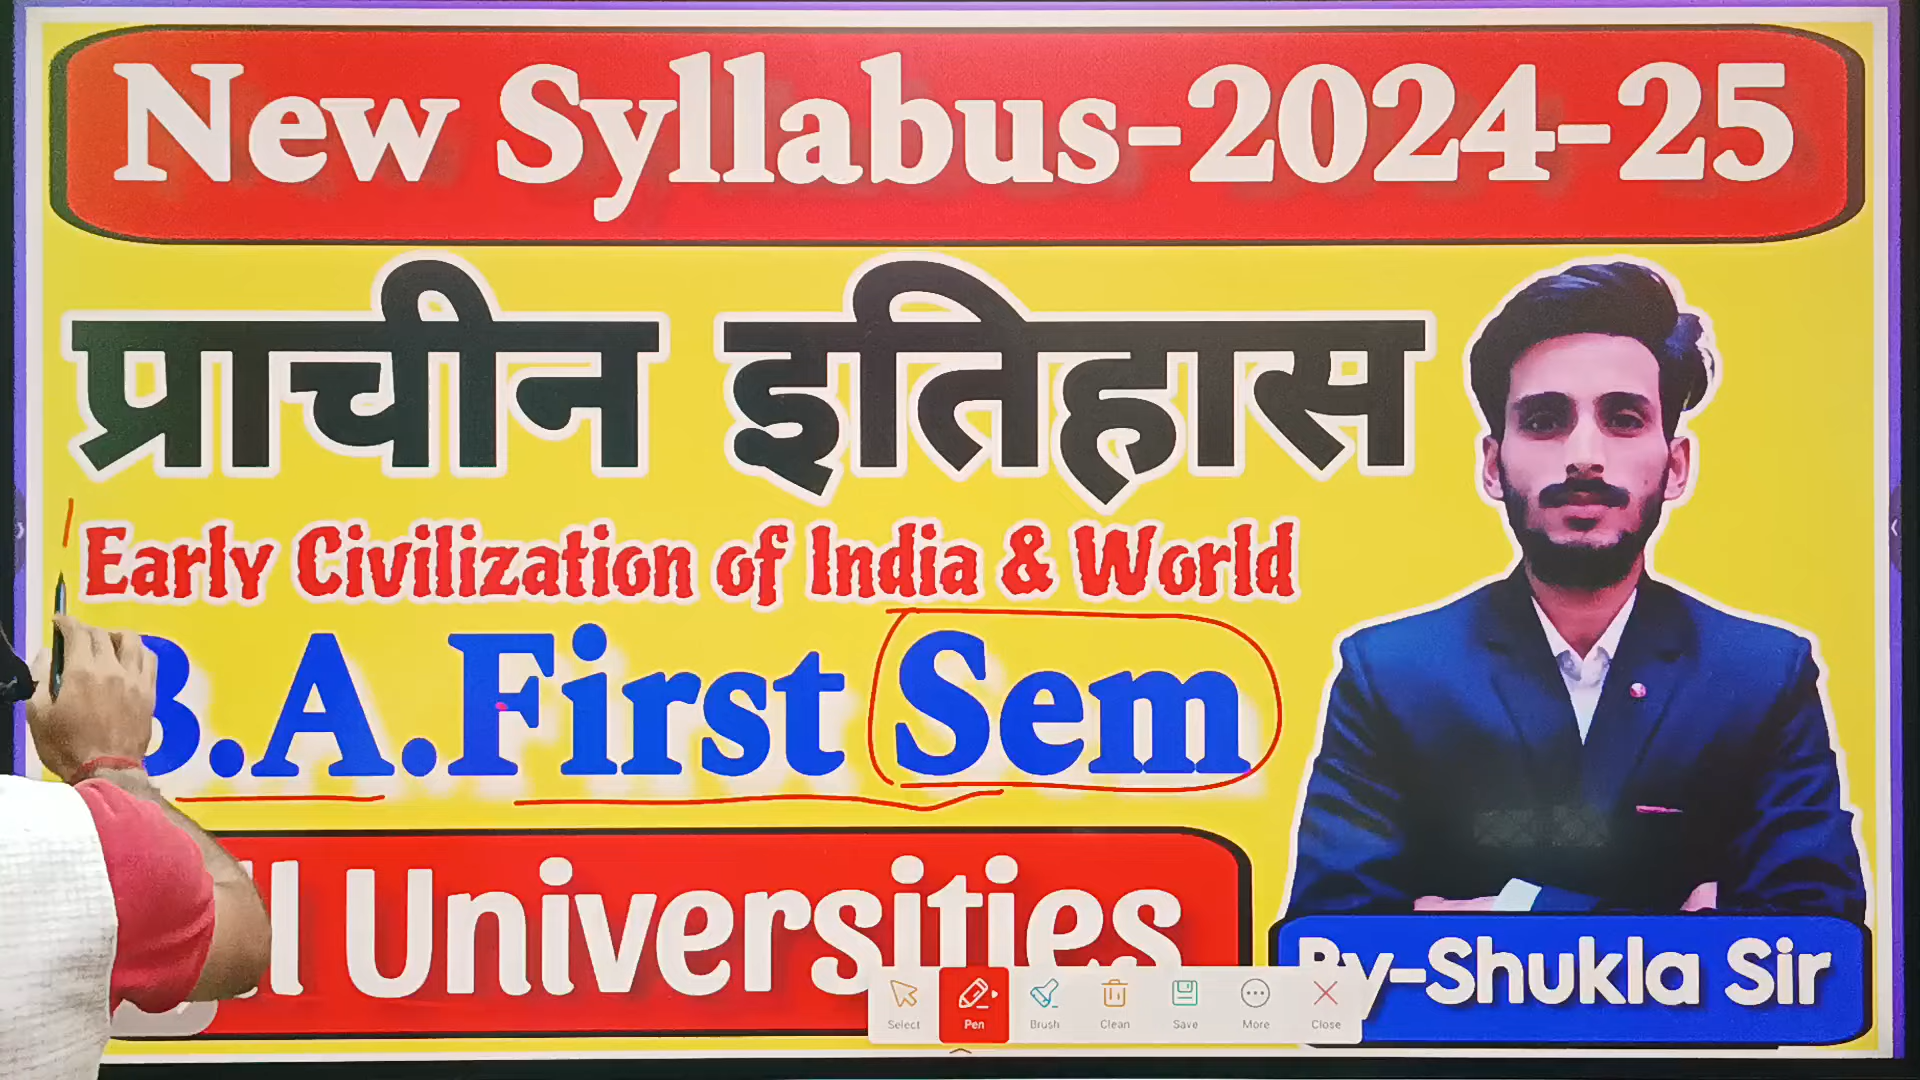 New Syllabus-2024-25
प्राचीन इतिहास
Early Civilization of India & World
B.A.First Sem
Universities
By-Shukla Sir
Select Pen Brush Clean Save More Close